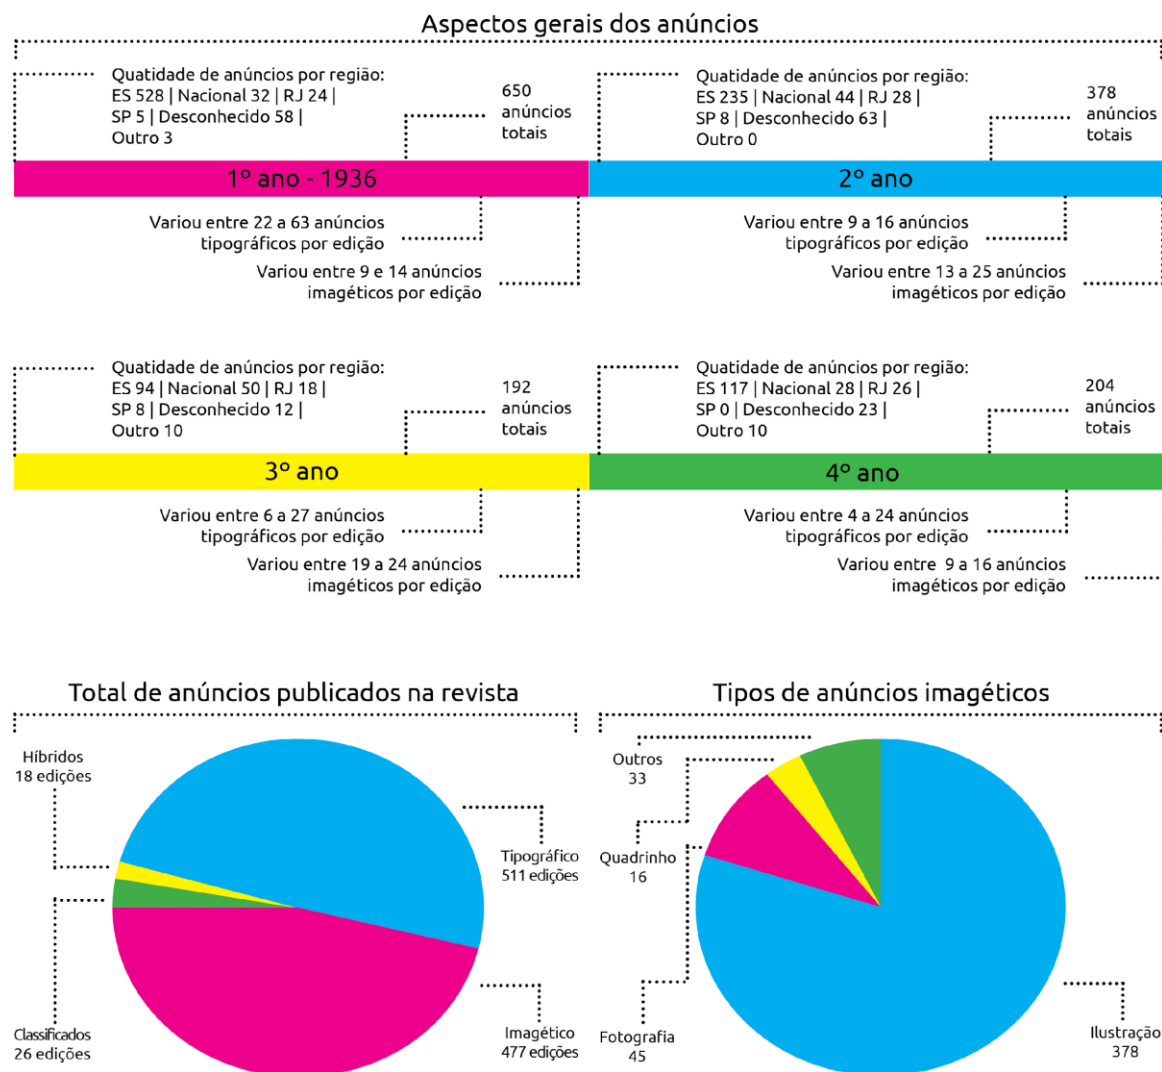 Aspectos gerais dos anúncios
Quatidade de anúncios por região:
ES 528 | Nacional 32 | RJ 24 |
SP 5 | Desconhecido 58 |
Outro 3
650
anúncios
totais
Quatidade de anúncios por região:
ES 235 | Nacional 44 | RJ 28 |
SP 8 | Desconhecido 63 |
Outro 0
378
anúncios
totais
1º ano - 1936
2º ano
Variou entre 22 a 63 anúncios
tipográficos por edição
Variou entre 9 e 14 anúncios
imagéticos por edição
Variou entre 9 a 16 anúncios
tipográficos por edição
Variou entre 13 a 25 anúncios
imagéticos por edição
Quatidade de anúncios por região:
ES 94 | Nacional 50 | RJ 18 |
SP 8 | Desconhecido 12 |
Outro 10
192
anúncios
totais
Quatidade de anúncios por região:
ES 117 | Nacional 28 | RJ 26 |
SP 0 | Desconhecido 23 |
Outro 10
204
anúncios
totais
3º ano
4º ano
Variou entre 6 a 27 anúncios
tipográficos por edição
Variou entre 19 a 24 anúncios
imagéticos por edição
Variou entre 4 a 24 anúncios
tipográficos por edição
Variou entre 9 a 16 anúncios
imagéticos por edição
Total de anúncios publicados na revista
Híbridos
18 edições
Tipográfico
511 edições
Classificados
26 edições
Imagético
477 edições
Tipos de anúncios imagéticos
Outros
33
Quadrinho
16
Fotografia
45
Ilustração
378